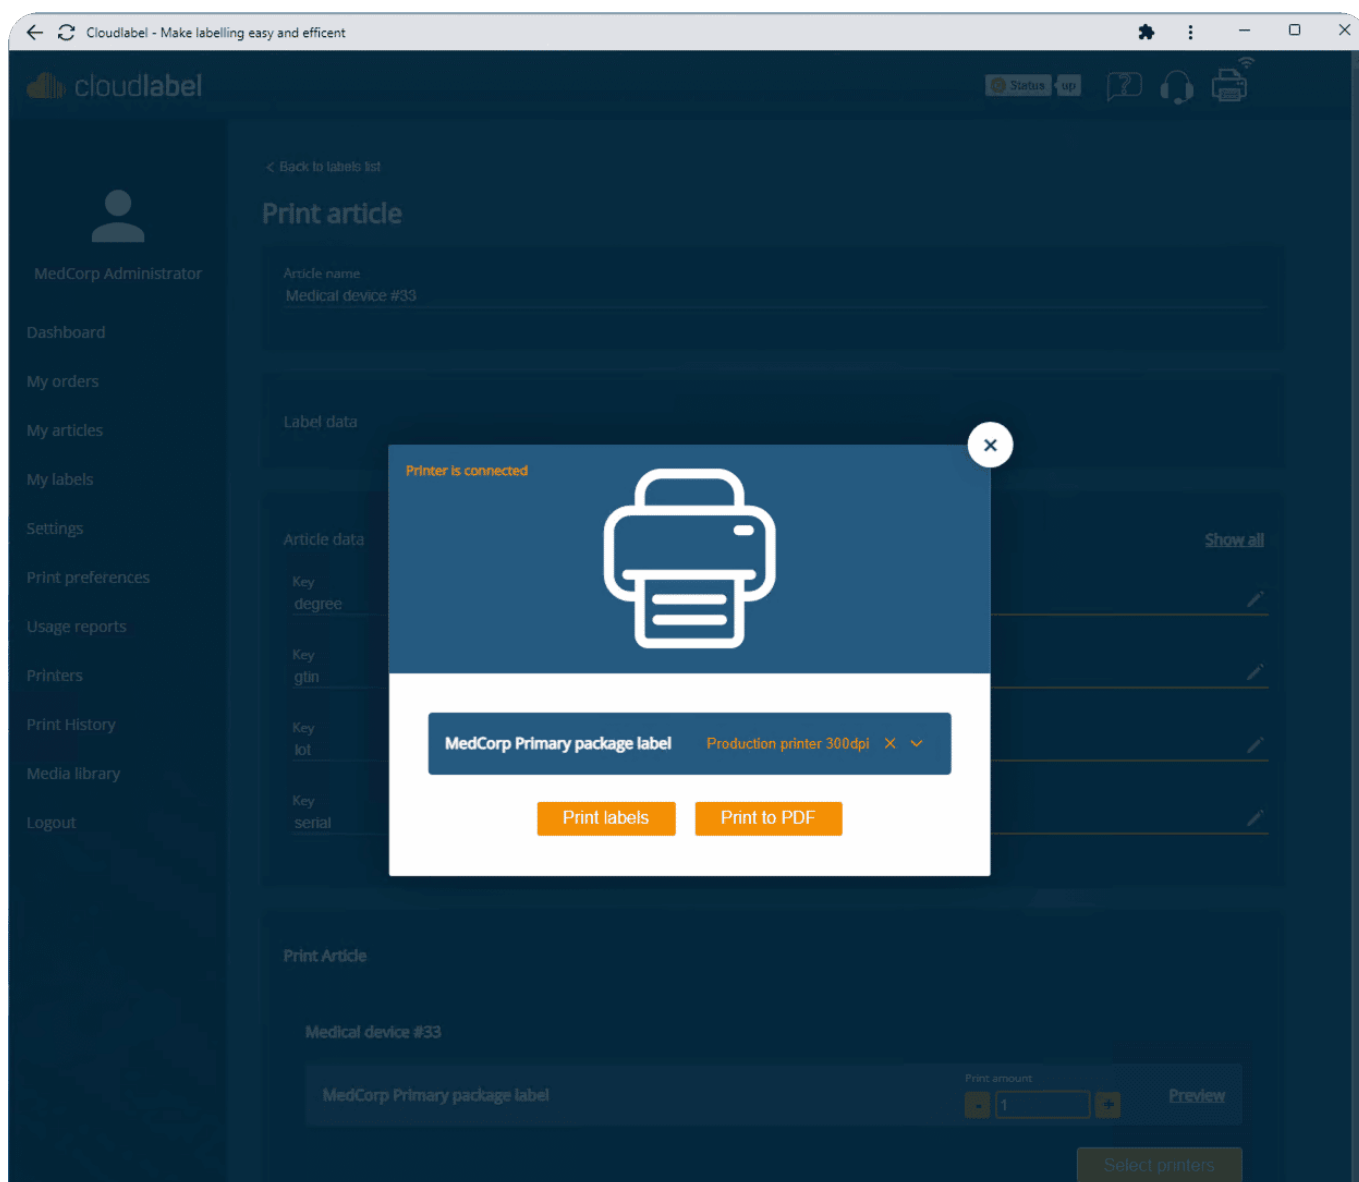 Cloudlabel - Make labelling easy and efficent
cloudlabel
Status up
?
< Back to labels list
Print article
MedCorp Administrator
Article name
Medical device #33
Dashboard
My orders
My articles
My labels
Settings
Print preferences
Usage reports
Printers
Print History
Media library
Logout
Label data
Printer is connected
Article data
Show all
Key
degree
Key
gtin
Key
lot
Key
serial
MedCorp Primary package label Production printer 300dpi
Print labels Print to PDF
Print Article
Medical device #33
MedCorp Primary package label
Print amount
- 1 +
Preview
Select printers